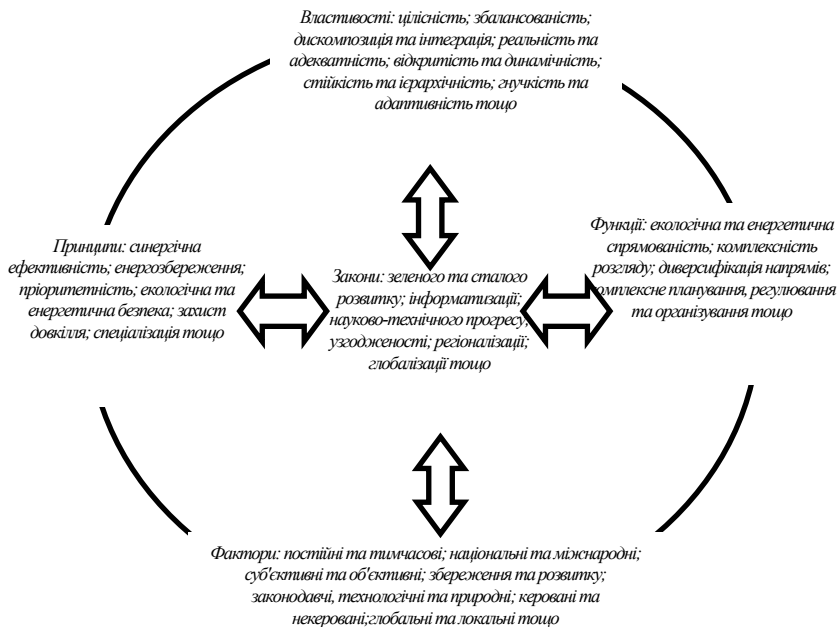 Властивості: цілісність; збалансованість;
дискомпозиція та інтеграція; реальність та
адекватність; відкритість та динамічність;
стійкість та ієрархічність; гнучкість та
адаптивність тощо
Принципи: синергічна
ефективність; енергозбереження;
пріоритетність; екологічна та
енергетична безпека; захист
довкілля; спеціалізація тощо
Закони: зеленого та сталого
розвитку; інформатизації;
науково-технічного прогресу;
узгодженості; регіоналізації;
глобалізації тощо
Функції: екологічна та енергетична
спрямованість; комплексність
розгляду; диверсифікація напрямів;
комплексне планування, регулювання
та організування тощо
Фактори: постійні та тимчасові; національні та міжнародні;
суб'єктивні та об'єктивні; збереження та розвитку;
законодавчі, технологічні та природні; керовані та
некеровані;глобальні та локальні тощо